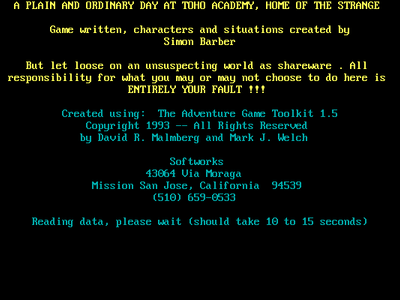 A PLAIN AND ORDINARY DAY AT TOHO ACADEMY, HOME OF THE STRANGE
Game written, characters and situations created by
Simon Barber
But let loose on an unsuspecting world as shareware . All
responsibility for what you may or may not choose to do here is
ENTIRELY YOUR FAULT !!!
Created using:  The Adventure Game Toolkit 1.5
Copyright 1993 -- All Rights Reserved
by David R. Malmberg and Mark J. Welch
Softworks
43064 Via Moraga
Mission San Jose, California  94539
(510) 659-0533
Reading data, please wait (should take 10 to 15 seconds)